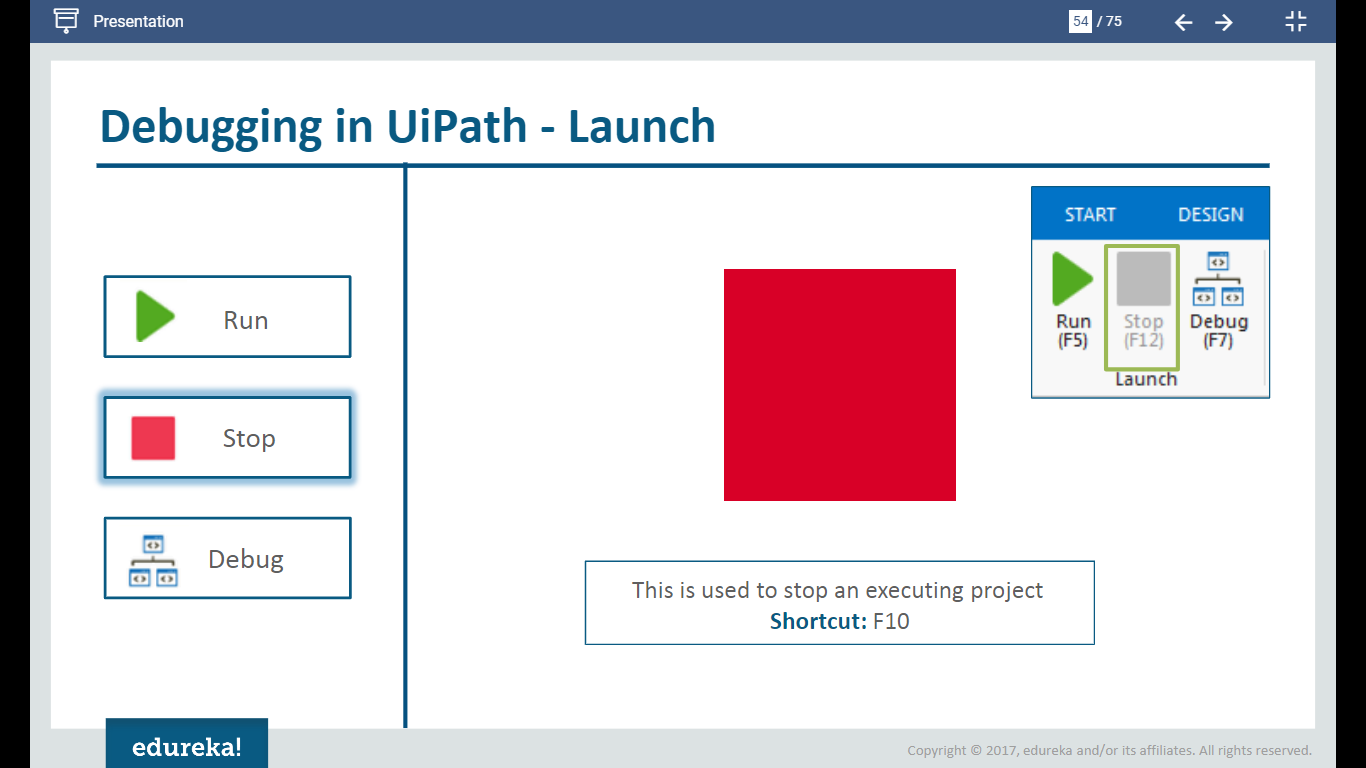 Presentation
54 / 75
Debugging in UiPath - Launch
START DESIGN
Run Stop Debug
(F5) (F12) (F7)
Launch
Run
Stop
Debug
This is used to stop an executing project
Shortcut: F10
edureka!
Copyright © 2017, edureka and/or its affiliates. All rights reserved.